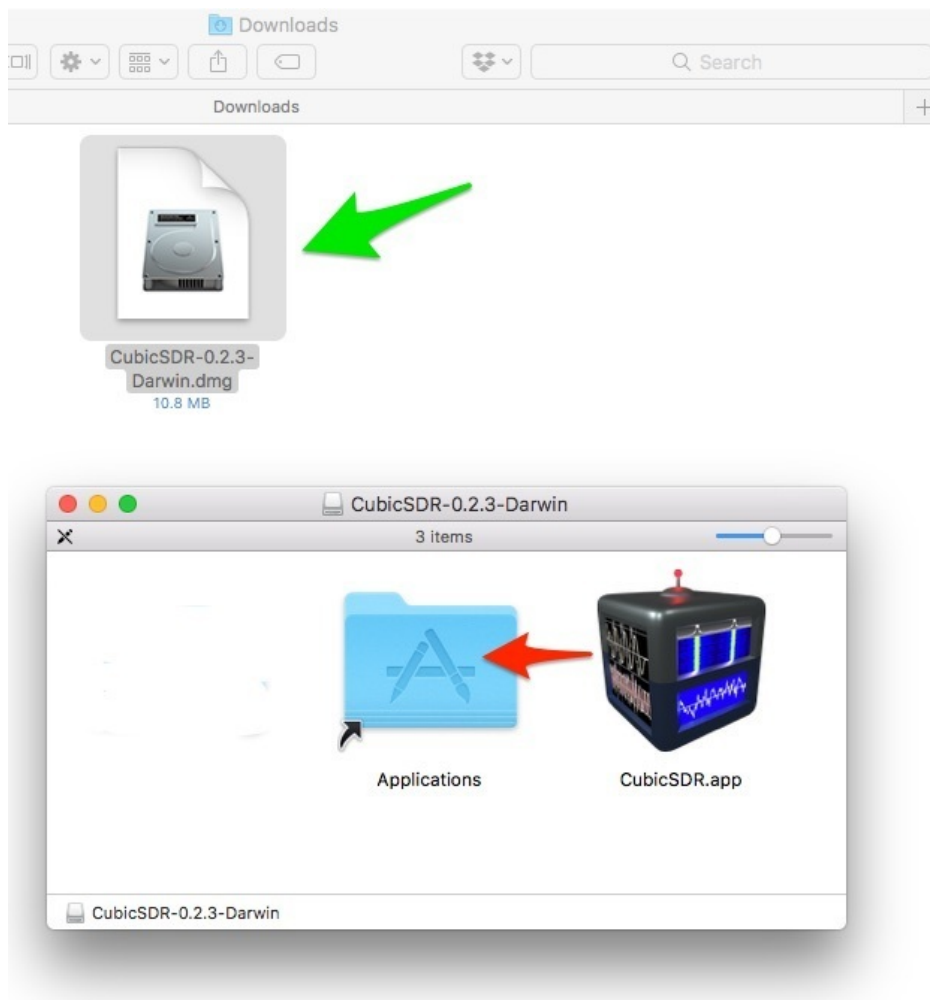 Downloads
Search
Downloads
CubicSDR-0.2.3-
Darwin.dmg
10.8 MB
CubicSDR-0.2.3-Darwin
3 items
Applications
CubicSDR.app
CubicSDR-0.2.3-Darwin